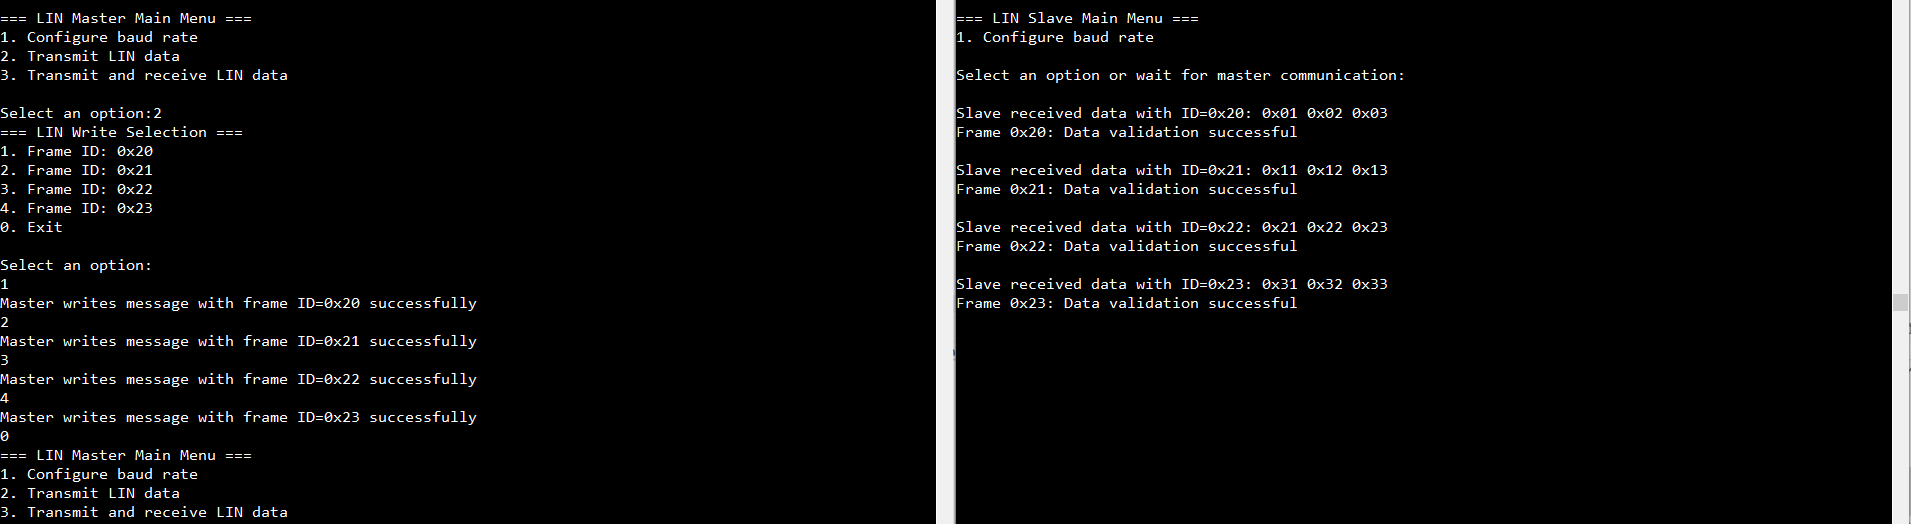 === LIN Master Main Menu ===
1. Configure baud rate
2. Transmit LIN data
3. Transmit and receive LIN data
Select an option:2
=== LIN Write Selection ===
1. Frame ID: 0x20
2. Frame ID: 0x21
3. Frame ID: 0x22
4. Frame ID: 0x23
0. Exit
Select an option:
1
Master writes message with frame ID=0x20 successfully
2
Master writes message with frame ID=0x21 successfully
3
Master writes message with frame ID=0x22 successfully
4
Master writes message with frame ID=0x23 successfully
0
=== LIN Master Main Menu ===
1. Configure baud rate
2. Transmit LIN data
3. Transmit and receive LIN data
=== LIN Slave Main Menu ===
1. Configure baud rate
Select an option or wait for master communication:
Slave received data with ID=0x20: 0x01 0x02 0x03
Frame 0x20: Data validation successful
Slave received data with ID=0x21: 0x11 0x12 0x13
Frame 0x21: Data validation successful
Slave received data with ID=0x22: 0x21 0x22 0x23
Frame 0x22: Data validation successful
Slave received data with ID=0x23: 0x31 0x32 0x33
Frame 0x23: Data validation successful